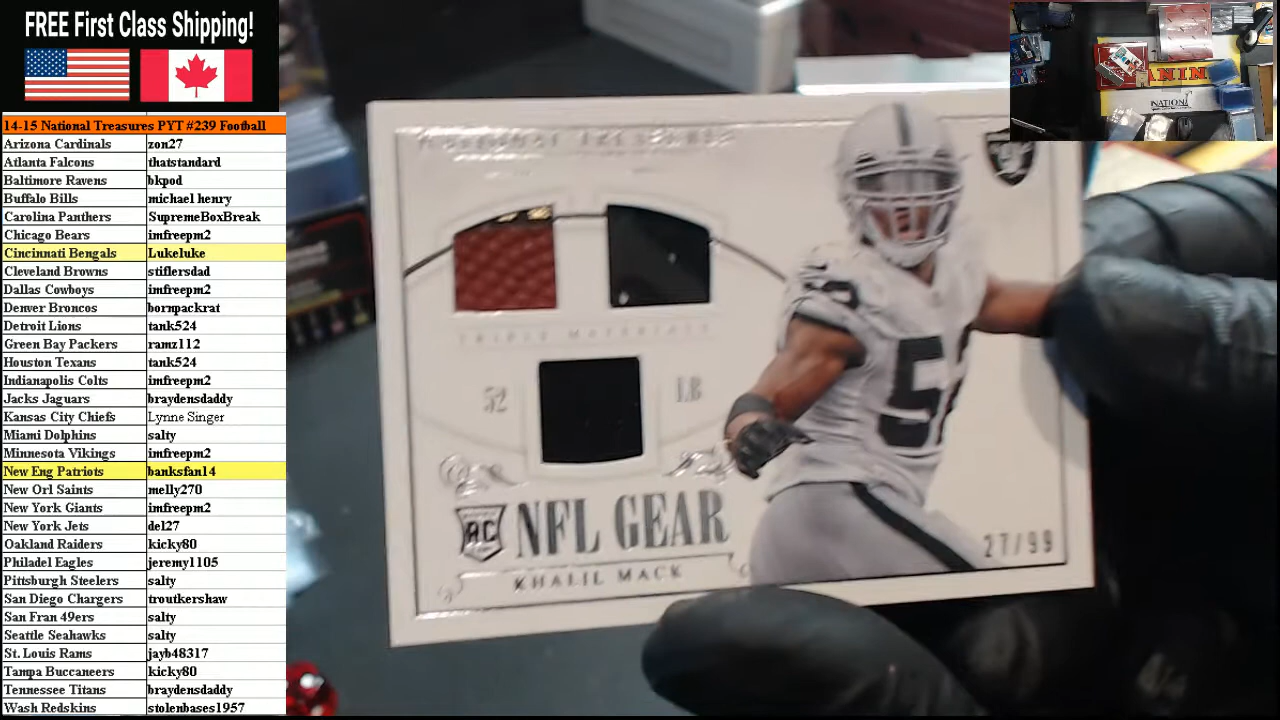 FREE First Class Shipping!
14-15 National Treasures PYT #239 Football
Arizona Cardinals zon27
Atlanta Falcons thatstandard
Baltimore Ravens bkpod
Buffalo Bills michael henry
Carolina Panthers SupremeBoxBreak
Chicago Bears imfreepm2
Cincinnati Bengals Lukeluke
Cleveland Browns stiflersdad
Dallas Cowboys imfreepm2
Denver Broncos bornpackrat
Detroit Lions tank524
Green Bay Packers ramz112
Houston Texans tank524
Indianapolis Colts imfreepm2
Jacks Jaguars braydensdaddy
Kansas City Chiefs Lynne Singer
Miami Dolphins salty
Minnesota Vikings imfreepm2
New Eng Patriots banksfan14
New Orl Saints melly270
New York Giants imfreepm2
New York Jets del27
Oakland Raiders kicky80
Philadel Eagles jeremy1105
Pittsburgh Steelers salty
San Diego Chargers troutkershaw
San Fran 49ers salty
Seattle Seahawks salty
St. Louis Rams jayb48317
Tampa Buccaneers kicky80
Tennessee Titans braydensdaddy
Wash Redskins stolenbases1957
NATIONAL TREASURES
TRIPLE MATERIALS
52 LB
RC NFL GEAR
KHALIL MACK
52
27/99